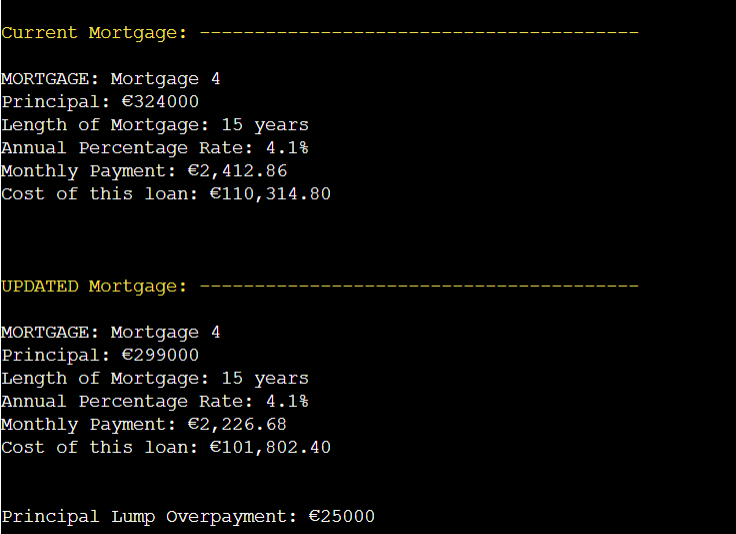 Current Mortgage: ----------------------------------------
MORTGAGE: Mortgage 4
Principal: €324000
Length of Mortgage: 15 years
Annual Percentage Rate: 4.1%
Monthly Payment: €2,412.86
Cost of this loan: €110,314.80
UPDATED Mortgage: ----------------------------------------
MORTGAGE: Mortgage 4
Principal: €299000
Length of Mortgage: 15 years
Annual Percentage Rate: 4.1%
Monthly Payment: €2,226.68
Cost of this loan: €101,802.40
Principal Lump Overpayment: €25000